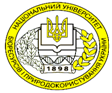 НАЦІОНАЛЬНИЙ УНІВЕРСИТЕТ
БІОРЕСУРСІВ І ПРИРОДОКОРИСТУВАННЯ УКРАЇНИ
1898